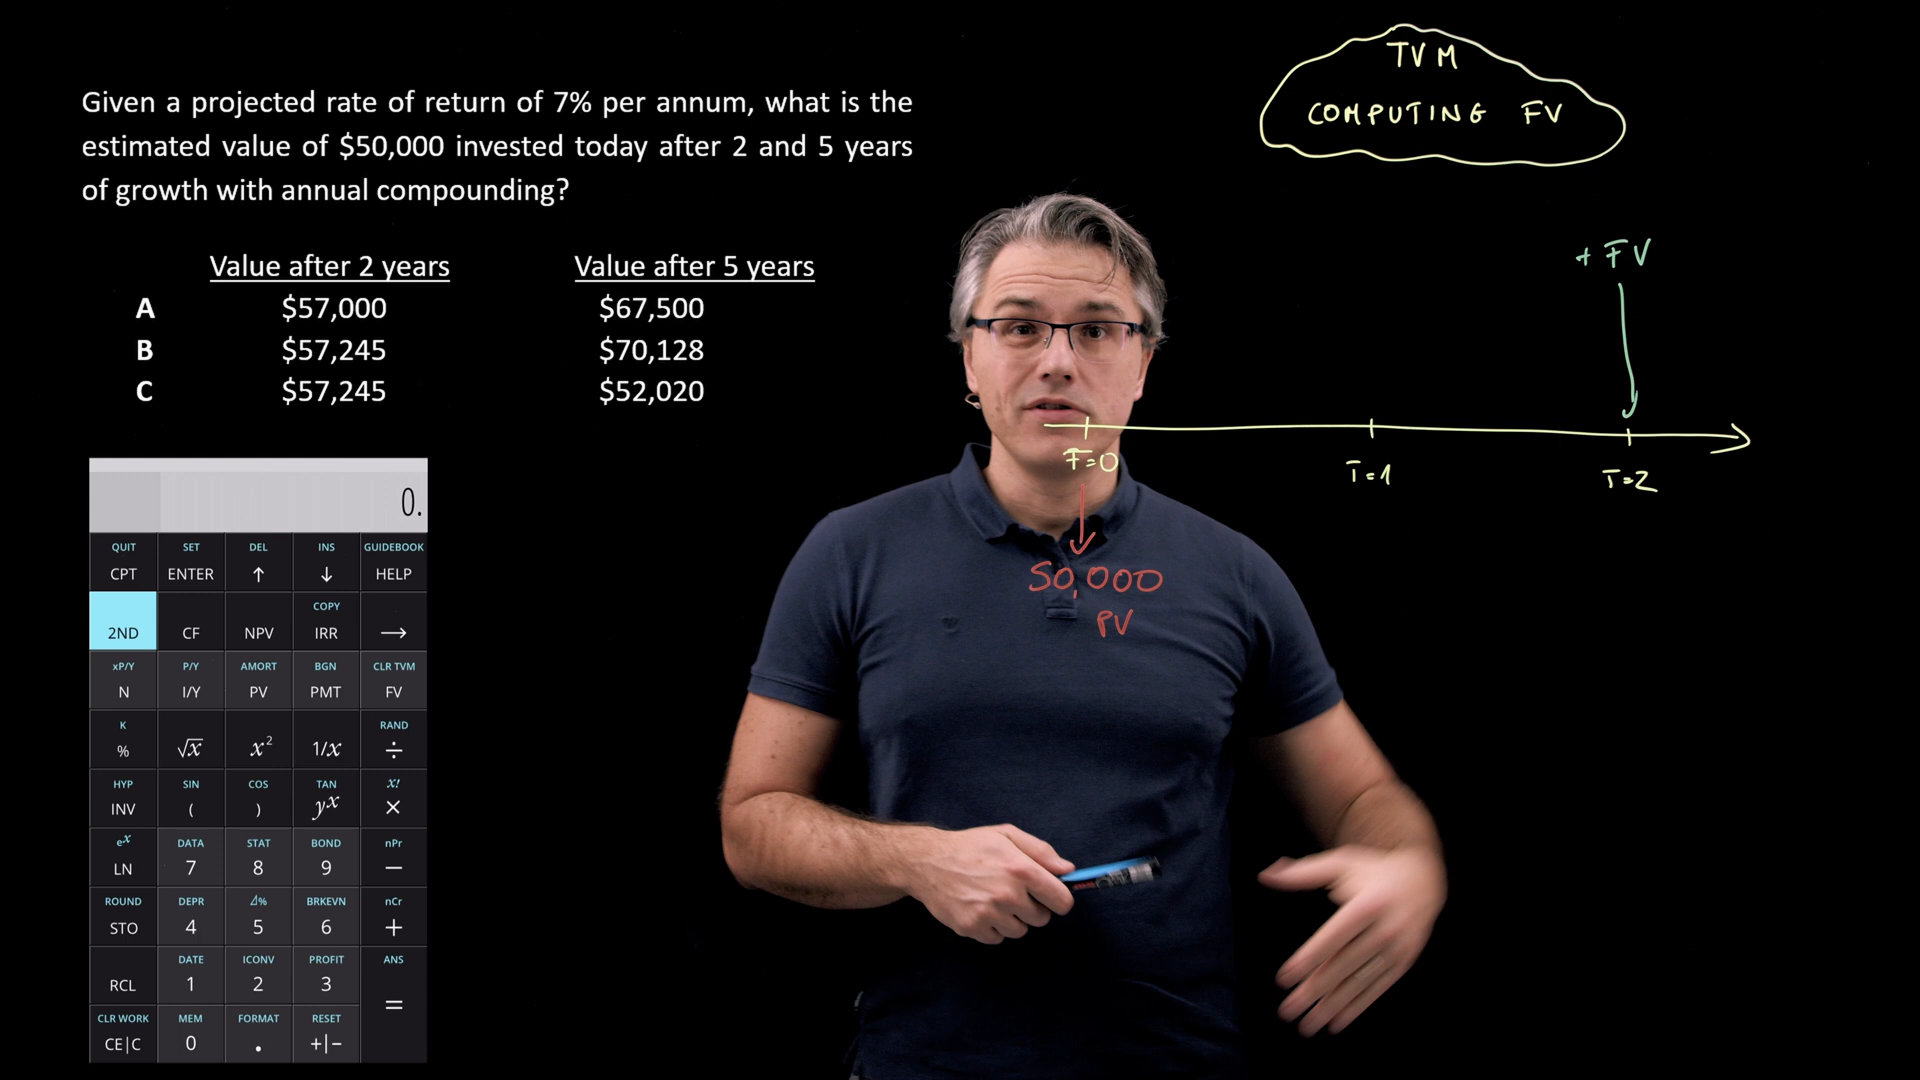 Given a projected rate of return of 7% per annum, what is the
estimated value of $50,000 invested today after 2 and 5 years
of growth with annual compounding?
Value after 2 years Value after 5 years
A $57,000 $67,500
B $57,245 $70,128
C $57,245 $52,020
TVM
COMPUTING FV
+ FV
T=0 T=1 T=2
50,000
PV
0.
QUIT SET DEL INS GUIDEBOOK
CPT ENTER ↑ ↓ HELP
COPY
2ND CF NPV IRR →
xP/Y P/Y AMORT BGN CLR TVM
N I/Y PV PMT FV
K RAND
% √x x² 1/x ÷
HYP SIN COS TAN x!
INV ( ) yˣ ×
eˣ DATA STAT BOND nPr
LN 7 8 9 −
ROUND DEPR Δ% BRKEVN nCr
STO 4 5 6 +
DATE ICONV PROFIT ANS
RCL 1 2 3 =
CLR WORK MEM FORMAT RESET
CE|C 0 . +|−